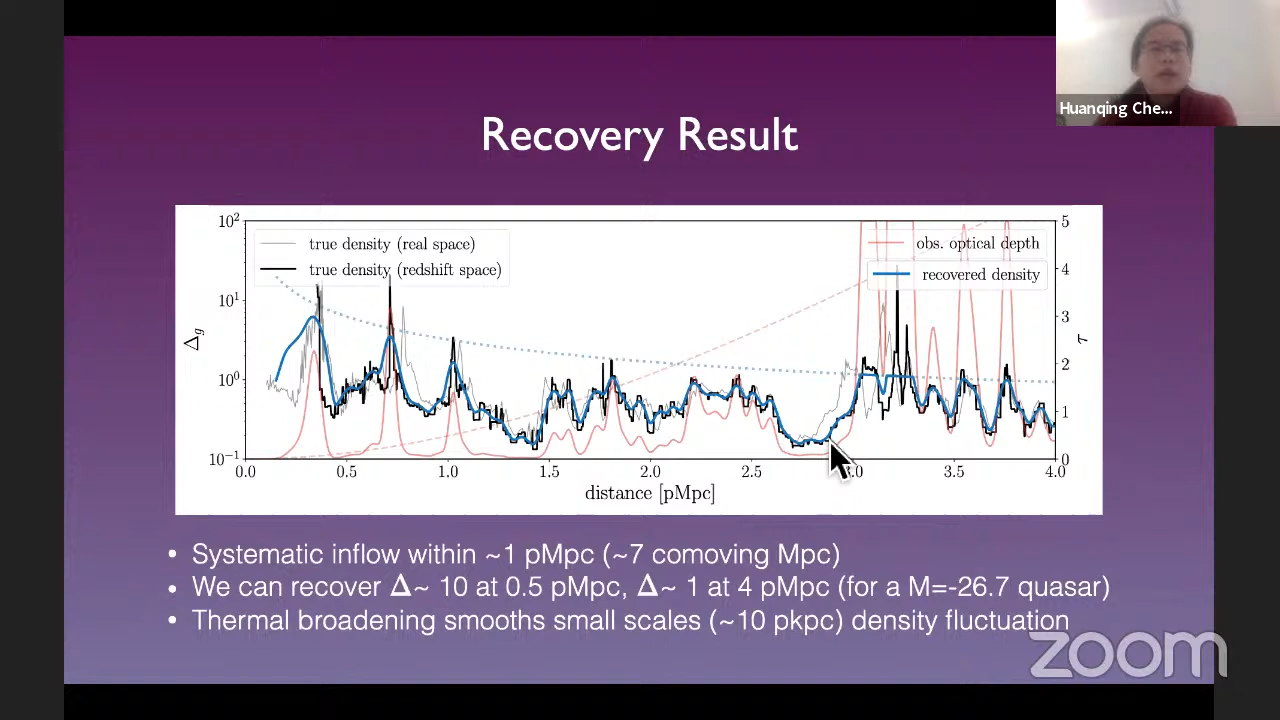 Huanqing Che...
Recovery Result
true density (real space)
true density (redshift space)
obs. optical depth
recovered density
10²
10¹
10⁰
10⁻¹
Δg
5
4
3
2
1
0
τ
0.0 0.5 1.0 1.5 2.0 2.5 3.5 4.0
distance [pMpc]
• Systematic inflow within ~1 pMpc (~7 comoving Mpc)
• We can recover Δ~ 10 at 0.5 pMpc, Δ~ 1 at 4 pMpc (for a M=-26.7 quasar)
• Thermal broadening smooths small scales (~10 pkpc) density fluctuation
zoom